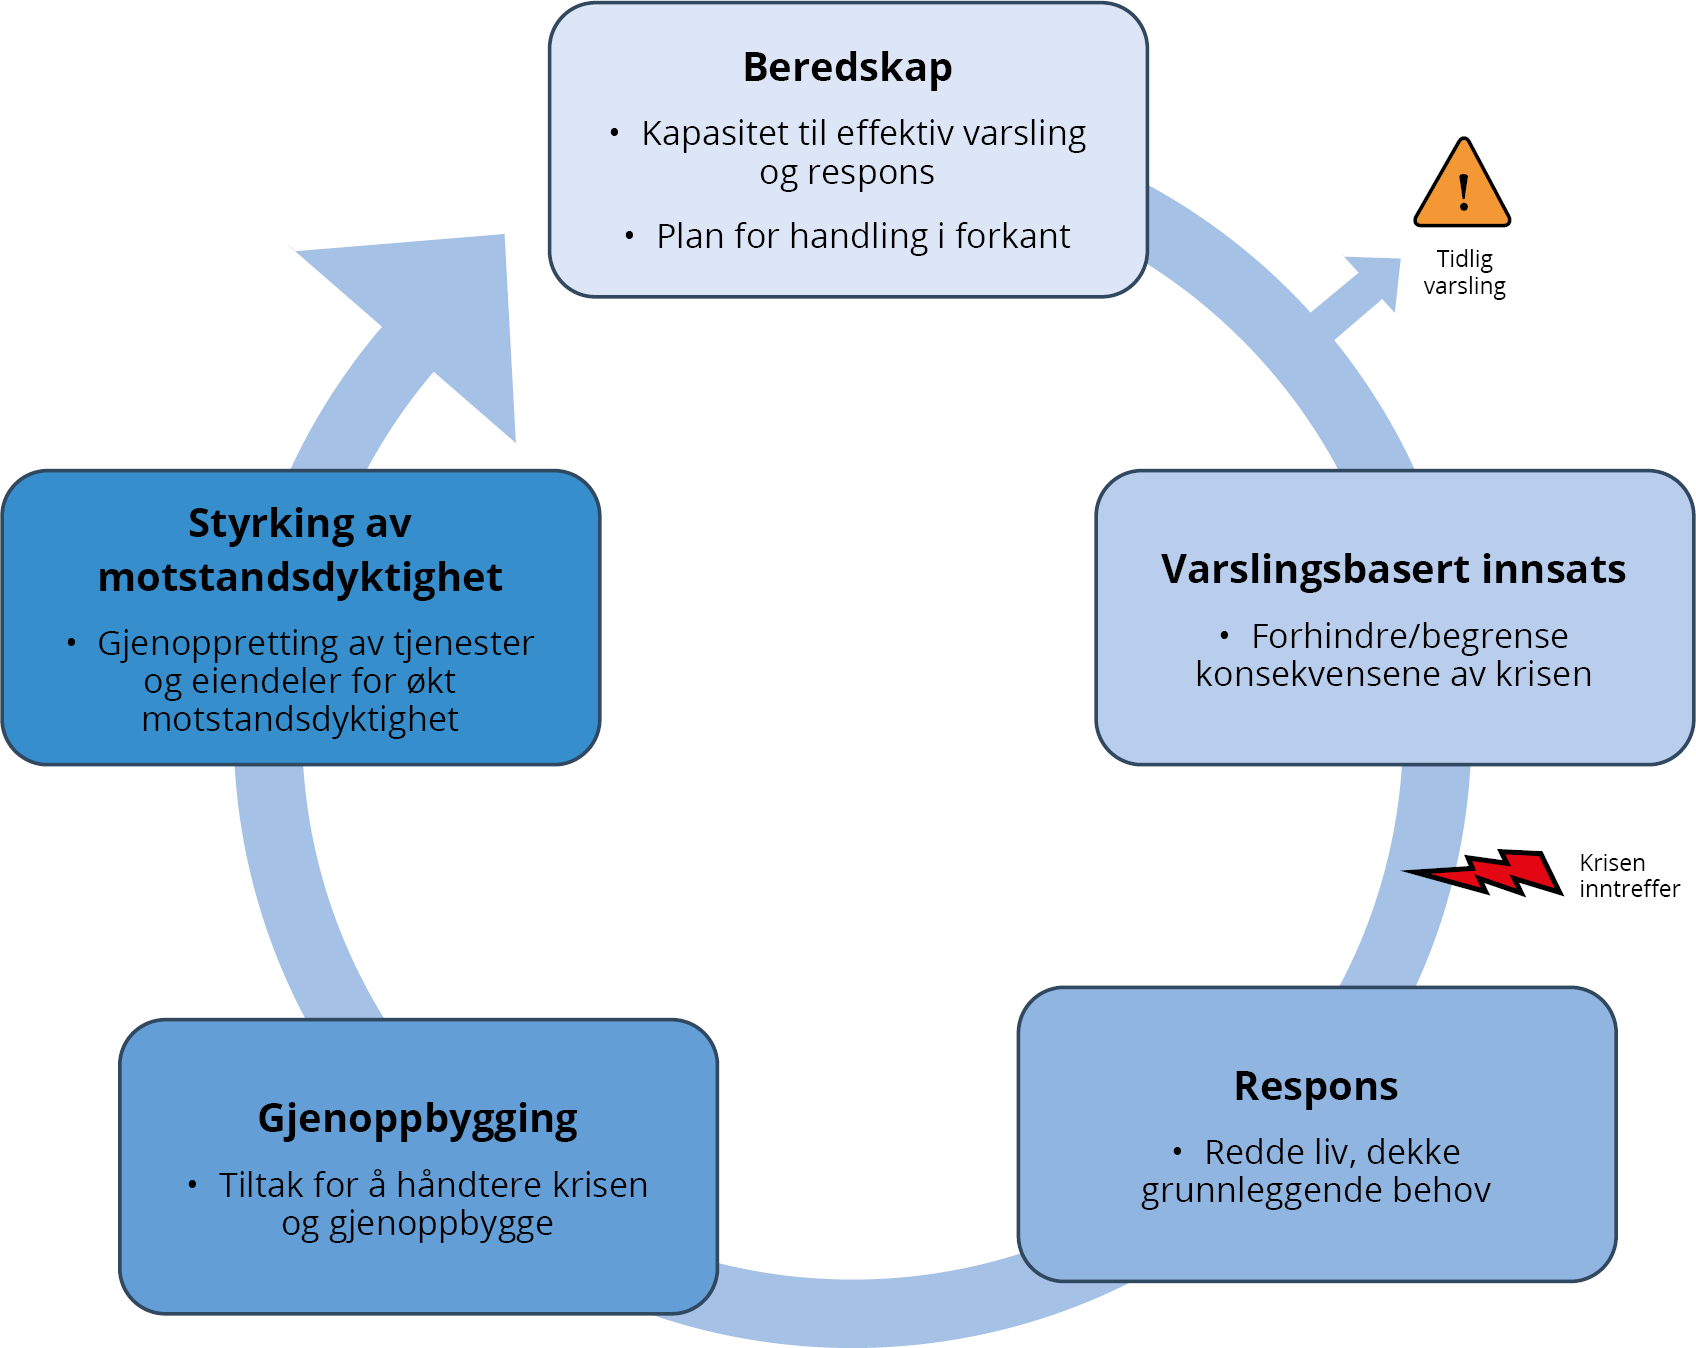 Beredskap
• Kapasitet til effektiv varsling
og respons
• Plan for handling i forkant
!
Tidlig
varsling
Varslingsbasert innsats
• Forhindre/begrense
konsekvensene av krisen
Krisen
inntreffer
Respons
• Redde liv, dekke
grunnleggende behov
Gjenoppbygging
• Tiltak for å håndtere krisen
og gjenoppbygge
Styrking av
motstandsdyktighet
• Gjenoppretting av tjenester
og eiendeler for økt
motstandsdyktighet